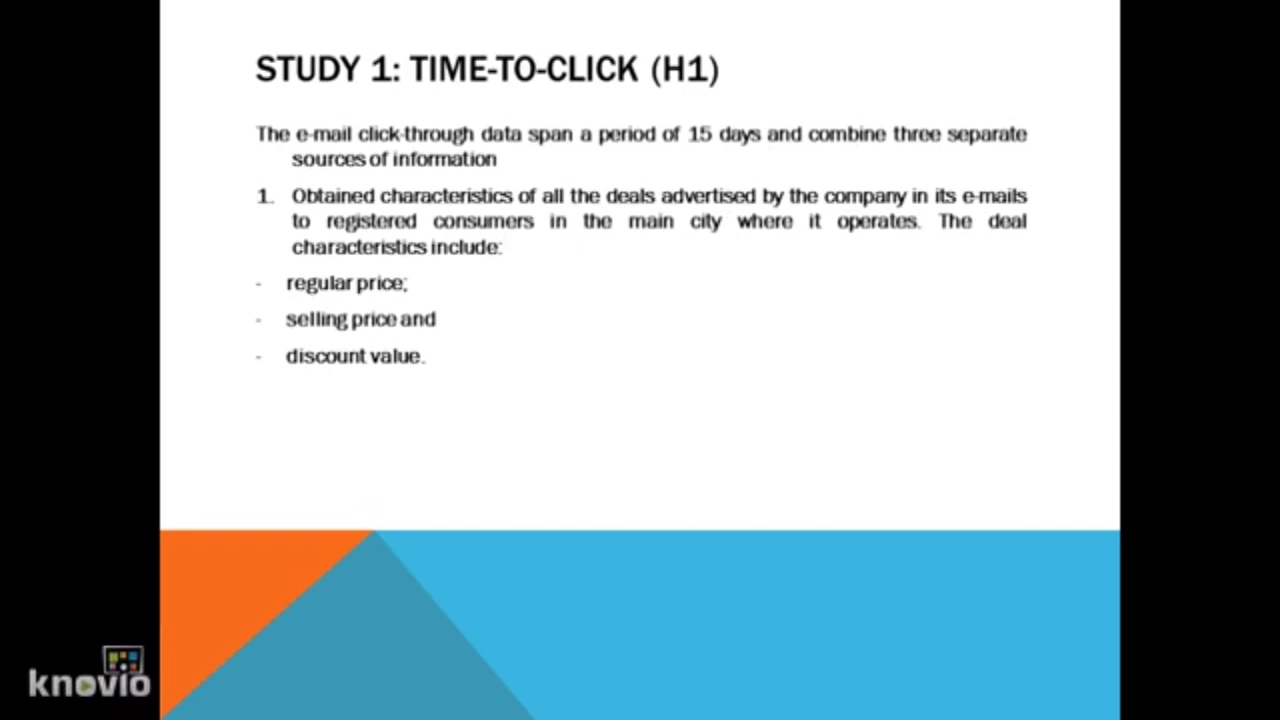 STUDY 1: TIME-TO-CLICK (H1)
The e-mail click-through data span a period of 15 days and combine three separate
sources of information
1. Obtained characteristics of all the deals advertised by the company in its e-mails
to registered consumers in the main city where it operates. The deal
characteristics include:
- regular price;
- selling price and
- discount value.
knovio